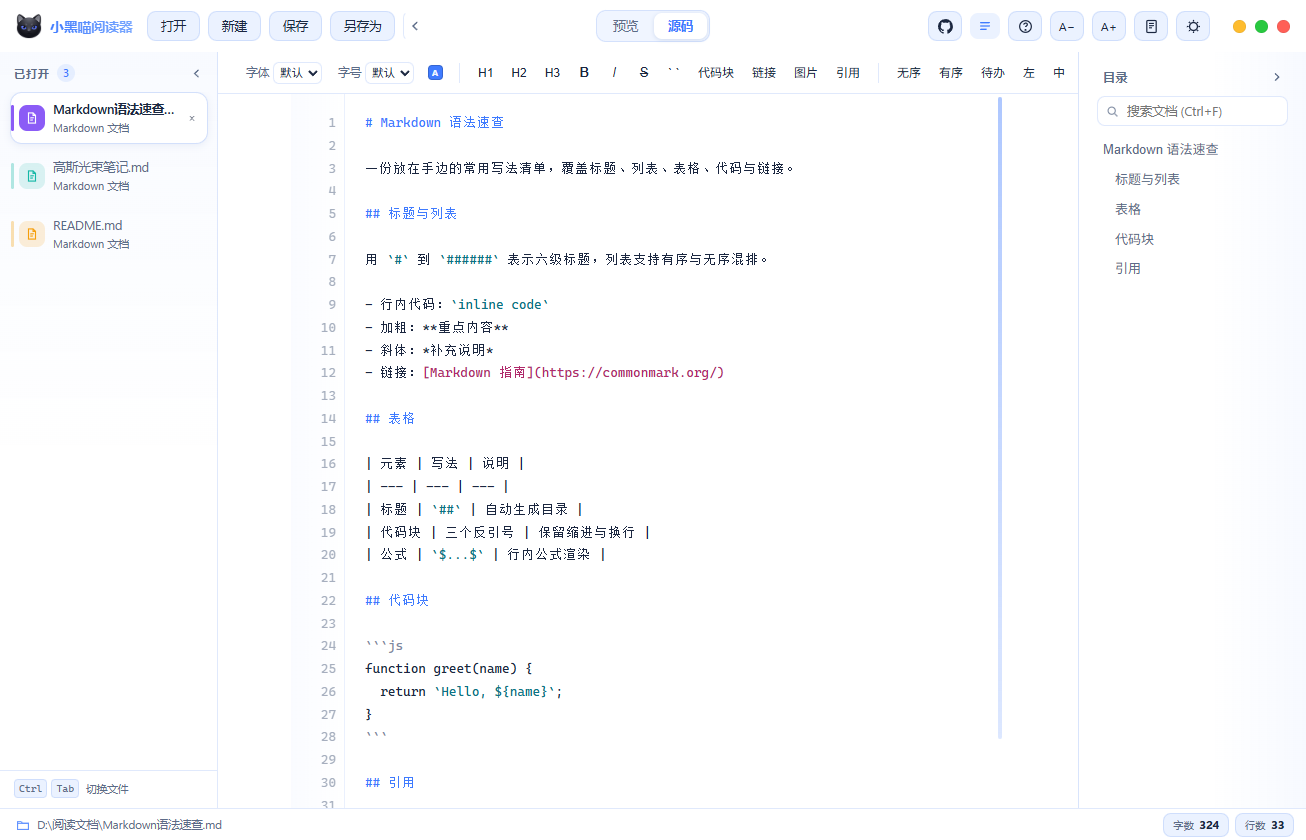 小黑喵阅读器 打开 新建 保存 另存为 预览 源码 A− A+
已打开 3
Markdown语法速查...
Markdown 文档
高斯光束笔记.md
Markdown 文档
README.md
Markdown 文档
Ctrl Tab 切换文件
字体 默认 字号 默认 A H1 H2 H3 B I S `` 代码块 链接 图片 引用 无序 有序 待办 左 中
1 # Markdown 语法速查
2
3 一份放在手边的常用写法清单，覆盖标题、列表、表格、代码与链接。
4
5 ## 标题与列表
6
7 用 `#` 到 `######` 表示六级标题，列表支持有序与无序混排。
8
9 - 行内代码：`inline code`
10 - 加粗：**重点内容**
11 - 斜体：*补充说明*
12 - 链接：[Markdown 指南](https://commonmark.org/)
13
14 ## 表格
15
16 | 元素 | 写法 | 说明 |
17 | --- | --- | --- |
18 | 标题 | `##` | 自动生成目录 |
19 | 代码块 | 三个反引号 | 保留缩进与换行 |
20 | 公式 | `$...$` | 行内公式渲染 |
21
22 ## 代码块
23
24 ```js
25 function greet(name) {
26   return `Hello, ${name}`;
27 }
28 ```
29
30 ## 引用
31
目录
搜索文档 (Ctrl+F)
Markdown 语法速查
标题与列表
表格
代码块
引用
D:\阅读文档\Markdown语法速查.md
字数 324 行数 33